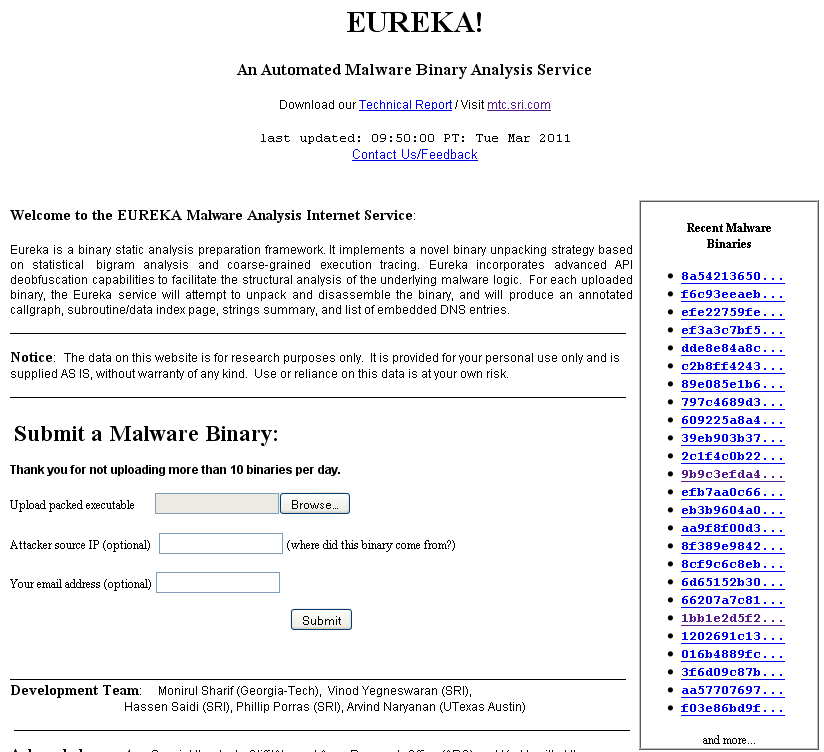 EUREKA!
An Automated Malware Binary Analysis Service
Download our Technical Report / Visit mtc.sri.com
last updated: 09:50:00 PT: Tue Mar 2011
Contact Us/Feedback
Welcome to the EUREKA Malware Analysis Internet Service:
Eureka is a binary static analysis preparation framework. It implements a novel binary unpacking strategy based
on statistical bigram analysis and coarse-grained execution tracing. Eureka incorporates advanced API
deobfuscation capabilities to facilitate the structural analysis of the underlying malware logic. For each uploaded
binary, the Eureka service will attempt to unpack and disassemble the binary, and will produce an annotated
callgraph, subroutine/data index page, strings summary, and list of embedded DNS entries.
Notice: The data on this website is for research purposes only. It is provided for your personal use only and is
supplied AS IS, without warranty of any kind. Use or reliance on this data is at your own risk.
Submit a Malware Binary:
Thank you for not uploading more than 10 binaries per day.
Upload packed executable Browse...
Attacker source IP (optional) (where did this binary come from?)
Your email address (optional)
Submit
Development Team: Monirul Sharif (Georgia-Tech), Vinod Yegneswaran (SRI),
Hassen Saidi (SRI), Phillip Porras (SRI), Arvind Naryanan (UTexas Austin)
Recent Malware
Binaries
8a54213650...
f6c93eeaeb...
efe22759fe...
ef3a3c7bf5...
dde8e84a8c...
c2b8ff4243...
89e085e1b6...
797c4689d3...
609225a8a4...
39eb903b37...
2c1f4c0b22...
9b9c3efda4...
efb7aa0c66...
eb3b9604a0...
aa9f8f00d3...
8f389e9842...
8cf9c6c8eb...
6d65152b30...
66207a7c81...
1bb1e2d5f2...
1202691c13...
016b4889fc...
3f6d09c87b...
aa57707697...
f03e86bd9f...
and more...